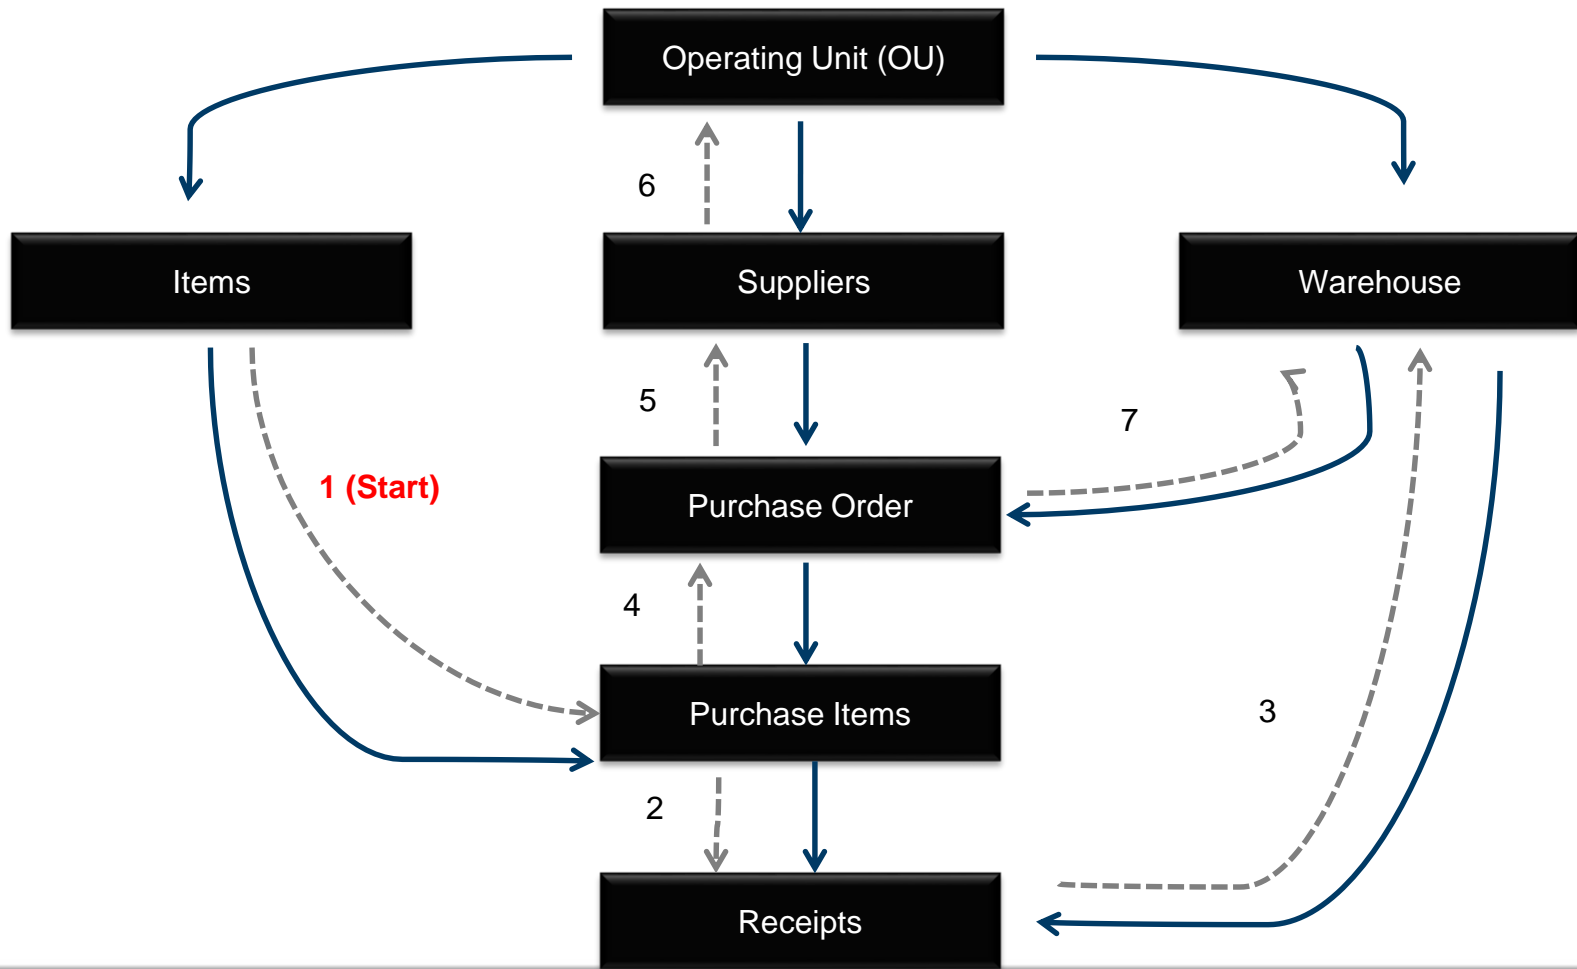 Operating Unit (OU)
6
Items
Suppliers
Warehouse
5
7
1 (Start)
Purchase Order
4
Purchase Items
3
2
Receipts